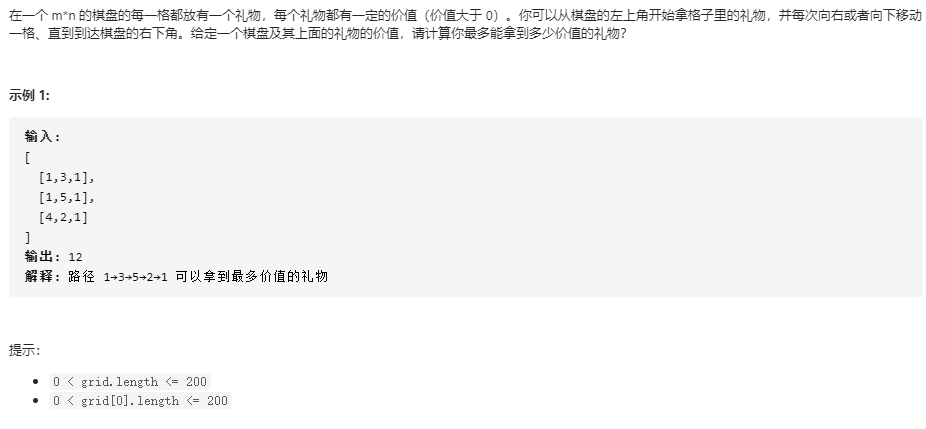 在一个 m*n 的棋盘的每一格都放有一个礼物，每个礼物都有一定的价值（价值大于 0）。你可以从棋盘的左上角开始拿格子里的礼物，并每次向右或者向下移动
一格、直到到达棋盘的右下角。给定一个棋盘及其上面的礼物的价值，请计算你最多能拿到多少价值的礼物？
示例 1:
输入:
[
[1,3,1],
[1,5,1],
[4,2,1]
]
输出: 12
解释: 路径 1→3→5→2→1 可以拿到最多价值的礼物
提示：
• 0 < grid.length <= 200
• 0 < grid[0].length <= 200